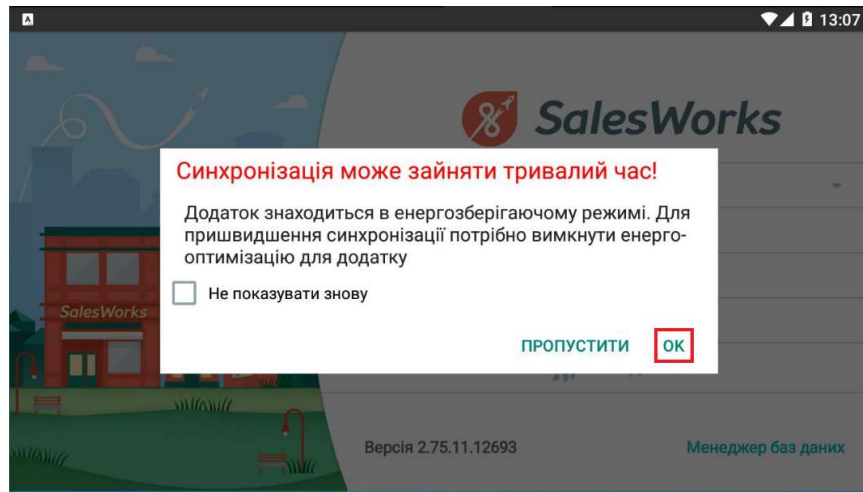 A
13:07
SalesWorks
Синхронізація може зайняти тривалий час!
Додаток знаходиться в енергозберігаючому режимі. Для
пришвидшення синхронізації потрібно вимкнути енерго-
оптимізацію для додатку
Не показувати знову
SalesWorks
ПРОПУСТИТИ OK
Версія 2.75.11.12693
Менеджер баз даних